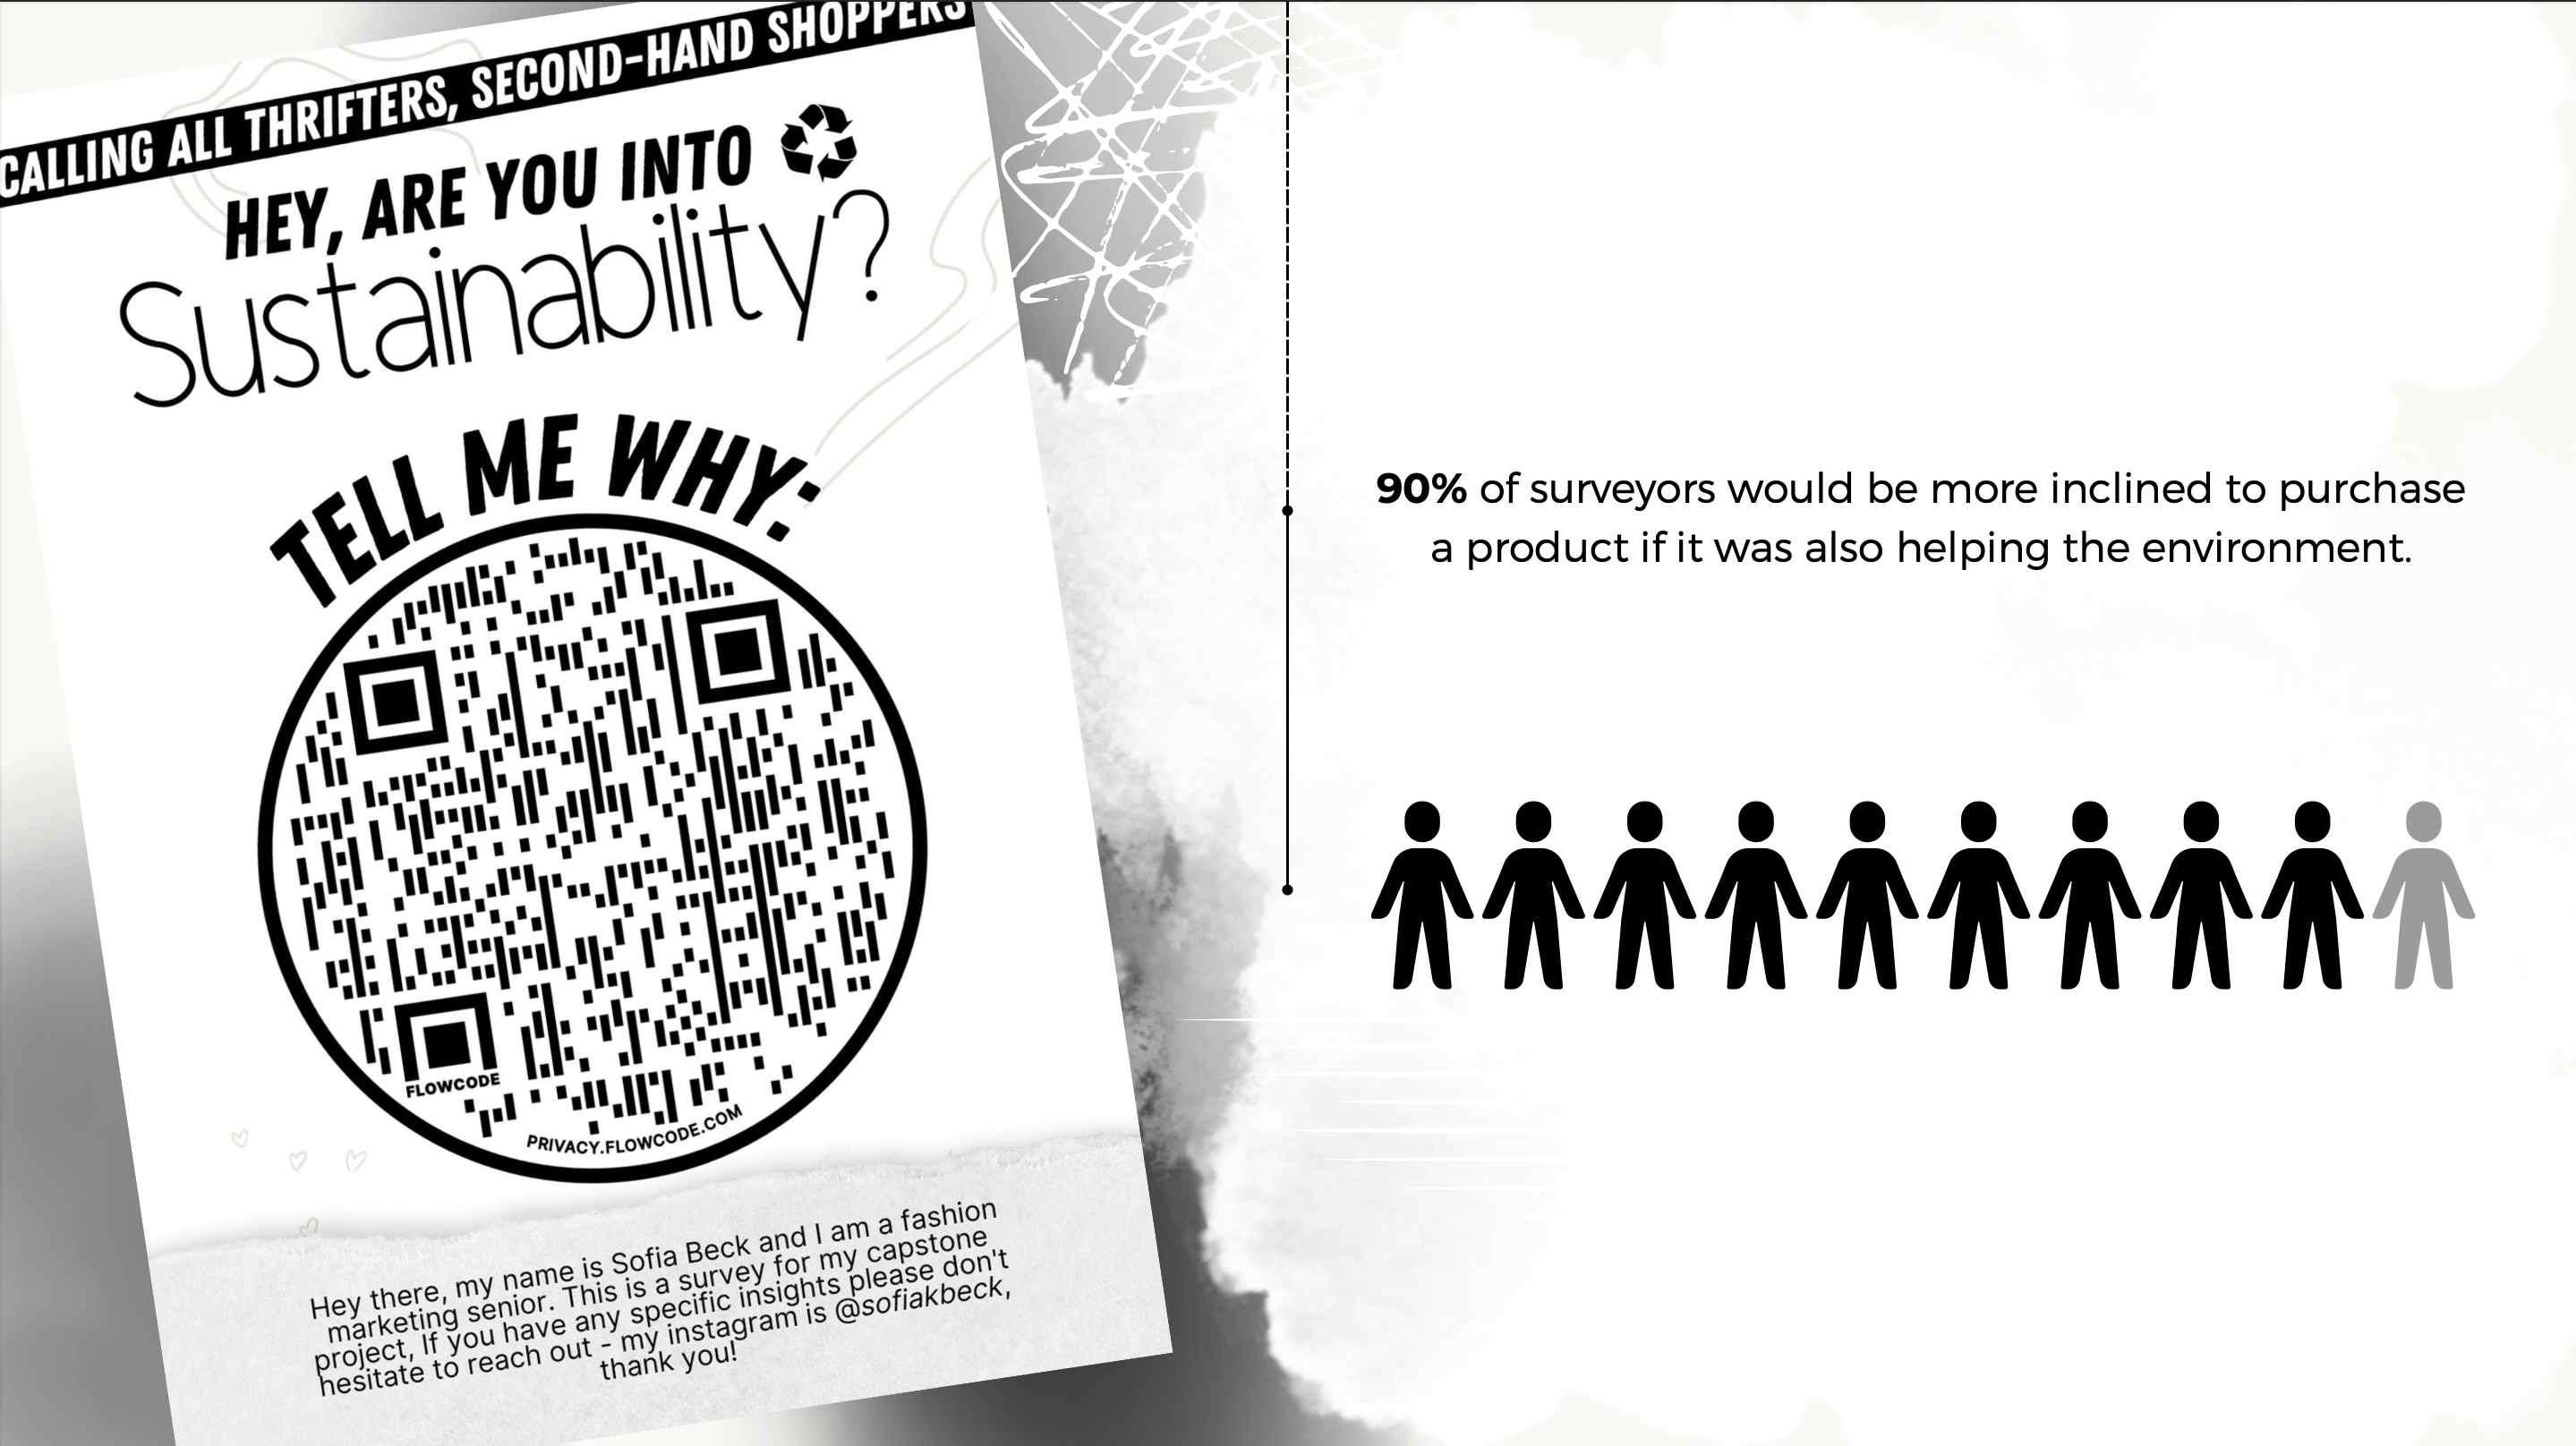 CALLING ALL THRIFTERS, SECOND-HAND SHOPPERS
HEY, ARE YOU INTO
Sustainability?
TELL ME WHY:
FLOWCODE
PRIVACY.FLOWCODE.COM
Hey there, my name is Sofia Beck and I am a fashion
marketing senior. This is a survey for my capstone
project, If you have any specific insights please don't
hesitate to reach out - my instagram is @sofiakbeck,
thank you!
90% of surveyors would be more inclined to purchase
a product if it was also helping the environment.